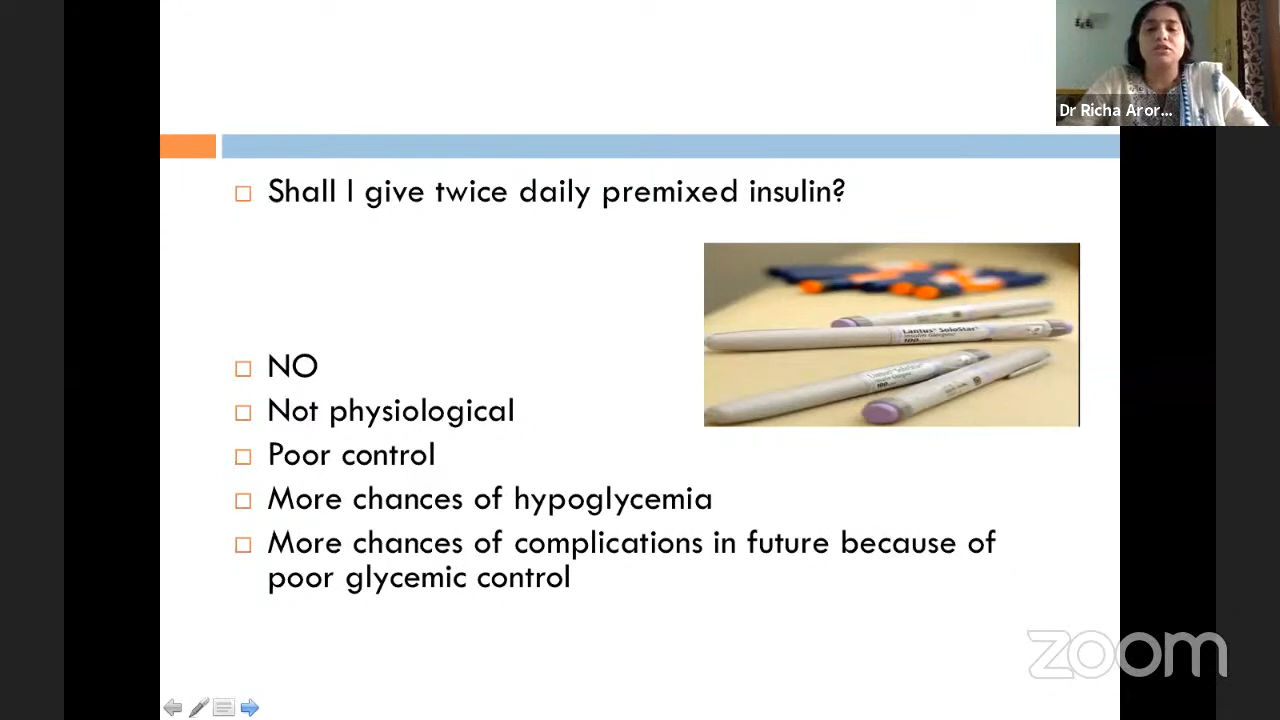 Dr Richa Aror...
Shall I give twice daily premixed insulin?
Lantus® SoloStar®
100
NO
Not physiological
Poor control
More chances of hypoglycemia
More chances of complications in future because of
poor glycemic control
zoom